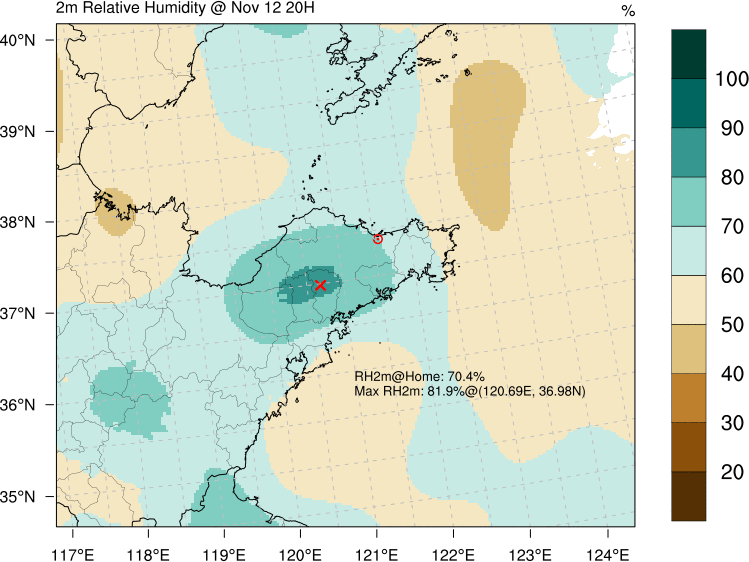 2m Relative Humidity @ Nov 12 20H
%
40°N
39°N
38°N
37°N
36°N
35°N
100
90
80
70
60
50
40
30
20
RH2m@Home: 70.4%
Max RH2m: 81.9%@(120.69E, 36.98N)
117°E 118°E 119°E 120°E 121°E 122°E 123°E 124°E